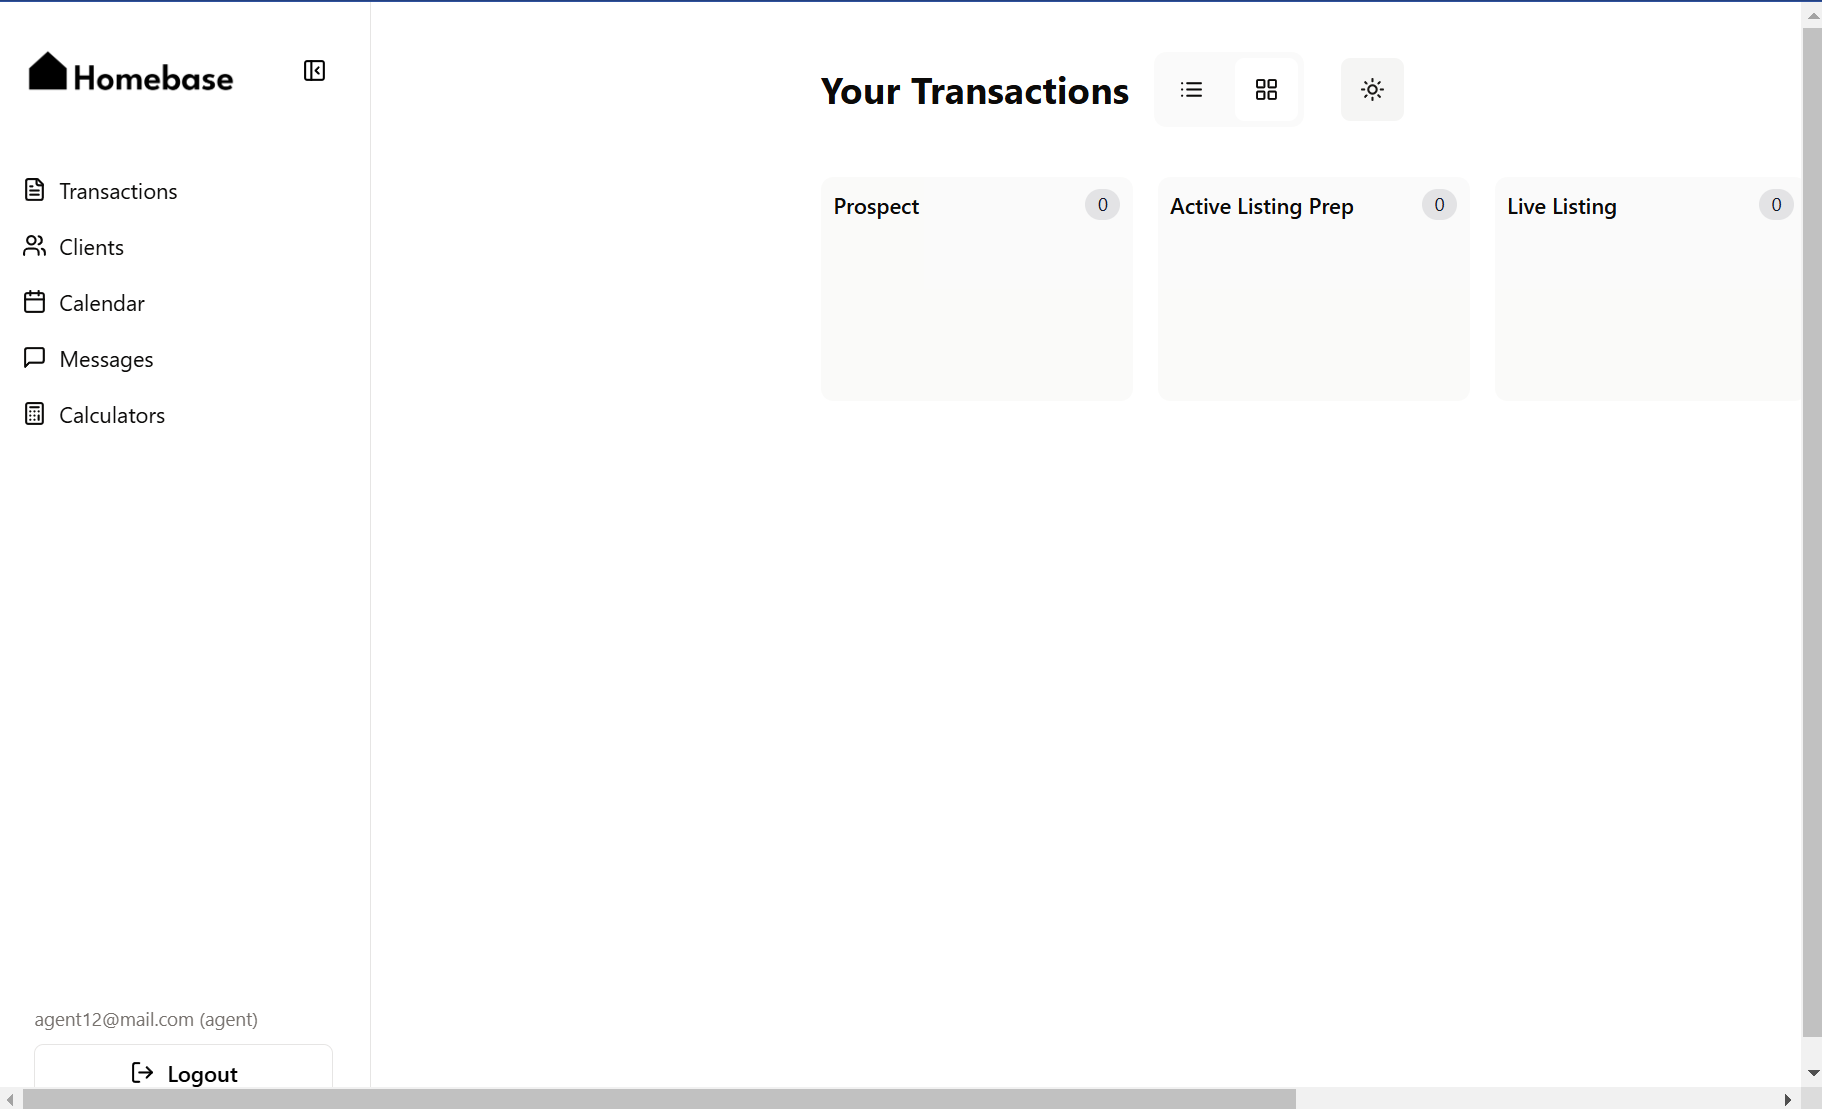 Homebase
Transactions
Clients
Calendar
Messages
Calculators
agent12@mail.com (agent)
Logout
Your Transactions
Prospect 0
Active Listing Prep 0
Live Listing 0